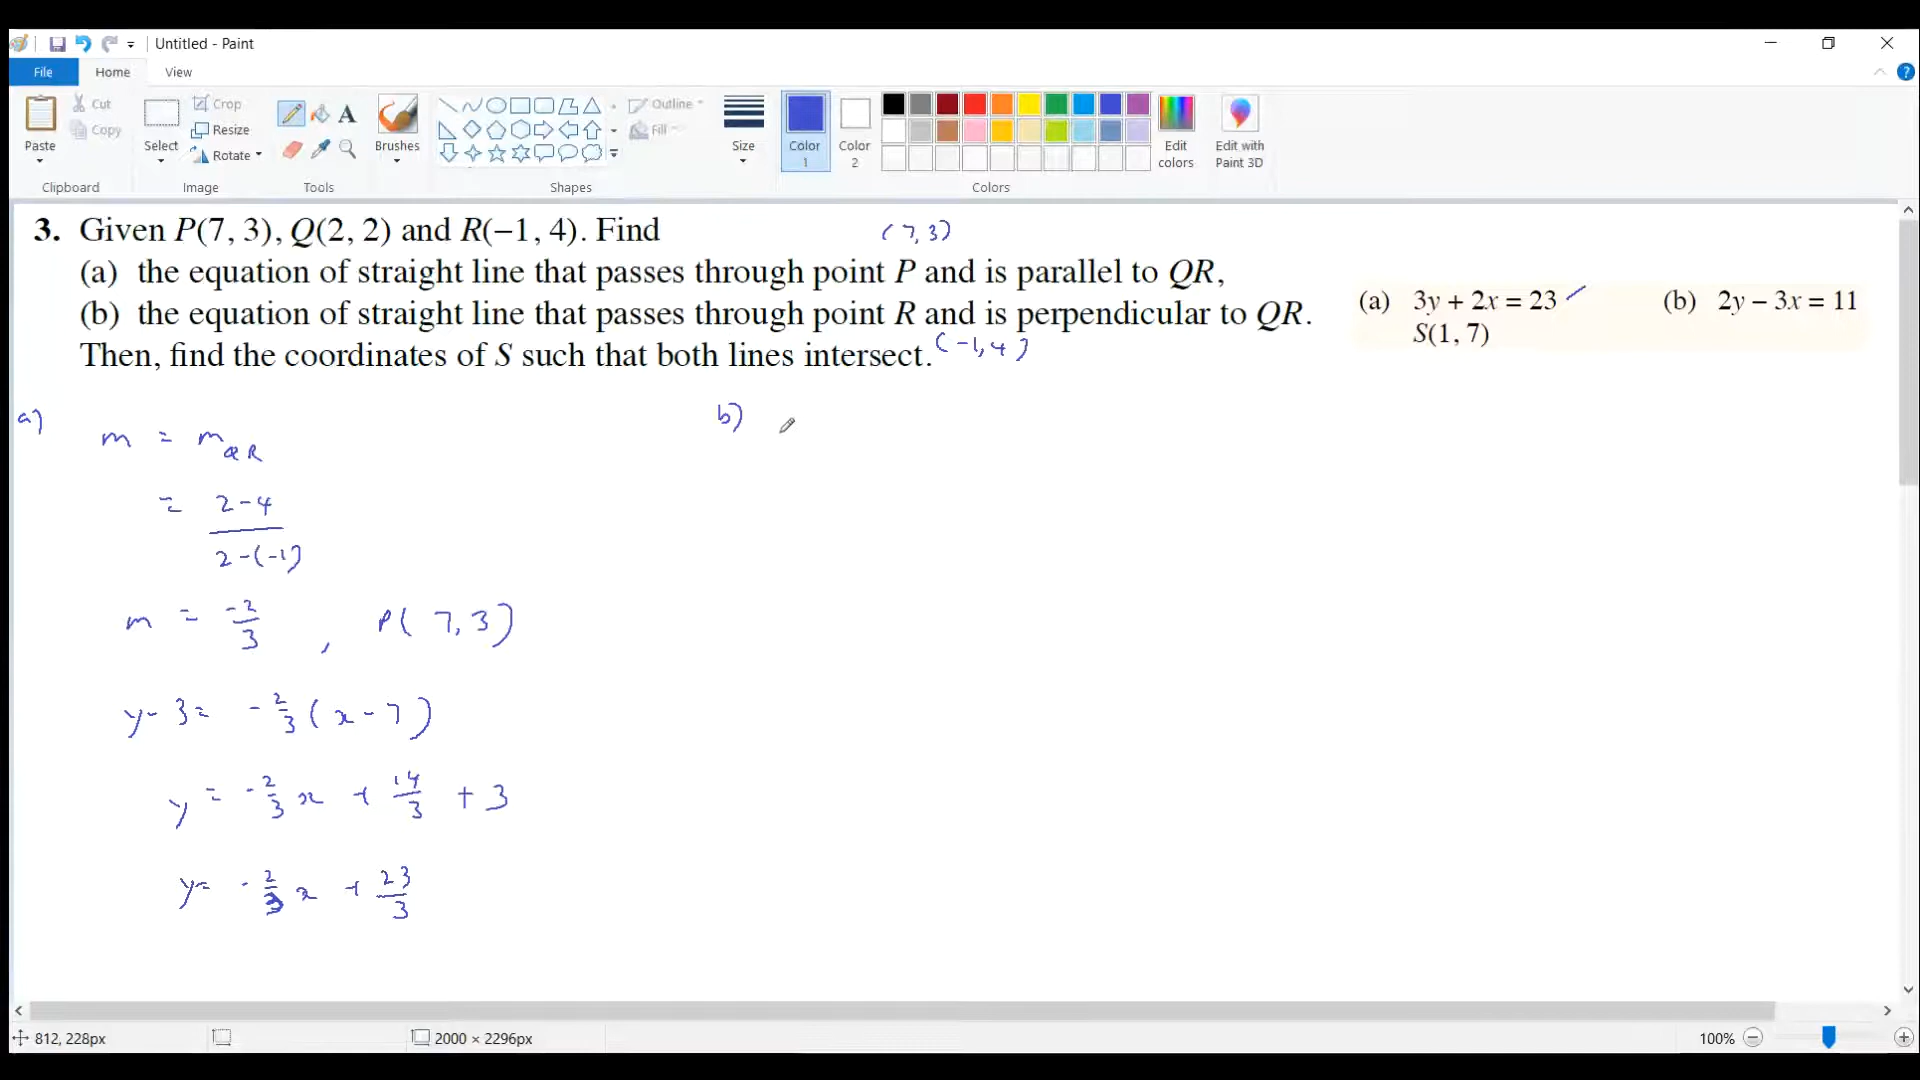 Untitled - Paint
File Home View
Paste Cut Copy Select Crop Resize Rotate Brushes Outline Fill Size Color 1 Color 2 Edit colors Edit with Paint 3D
Clipboard Image Tools Shapes Colors
3. Given P(7, 3), Q(2, 2) and R(−1, 4). Find
(7, 3)
(a) the equation of straight line that passes through point P and is parallel to QR,
(b) the equation of straight line that passes through point R and is perpendicular to QR.
Then, find the coordinates of S such that both lines intersect.
(-1, 4)
(a) 3y + 2x = 23 ✓ (b) 2y − 3x = 11
S(1, 7)
a)
m = m QR
= 2-4
2-(-1)
m = -2/3 , P( 7, 3)
y - 3 = -2/3 (x - 7)
y = -2/3 x + 14/3 + 3
y = -2/3 x + 23/3
b)
812, 228px 2000 × 2296px 100%